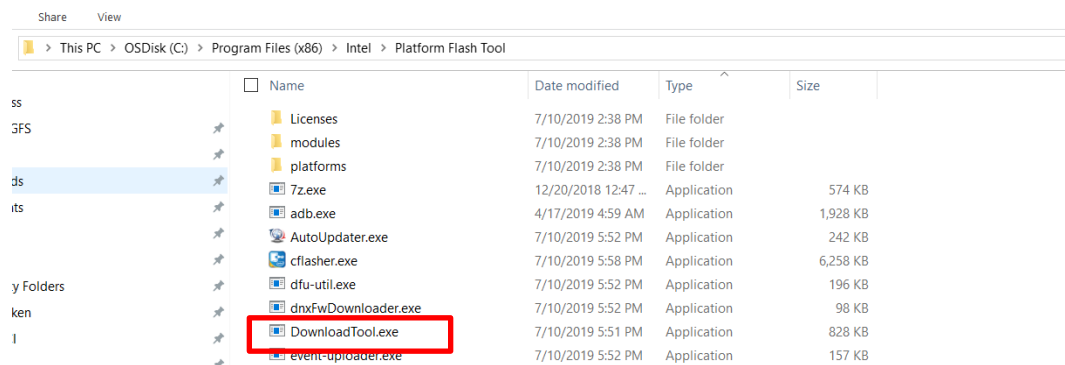 Share View
> This PC > OSDisk (C:) > Program Files (x86) > Intel > Platform Flash Tool
Name Date modified Type Size
ss
GFS
ds
nts
y Folders
ken
Licenses 7/10/2019 2:38 PM File folder
modules 7/10/2019 2:38 PM File folder
platforms 7/10/2019 2:38 PM File folder
7z.exe 12/20/2018 12:47 ... Application 574 KB
adb.exe 4/17/2019 4:59 AM Application 1,928 KB
AutoUpdater.exe 7/10/2019 5:52 PM Application 242 KB
cflasher.exe 7/10/2019 5:58 PM Application 6,258 KB
dfu-util.exe 7/10/2019 5:52 PM Application 196 KB
dnxFwDownloader.exe 7/10/2019 5:52 PM Application 98 KB
DownloadTool.exe 7/10/2019 5:51 PM Application 828 KB
event-uploader.exe 7/10/2019 5:52 PM Application 157 KB